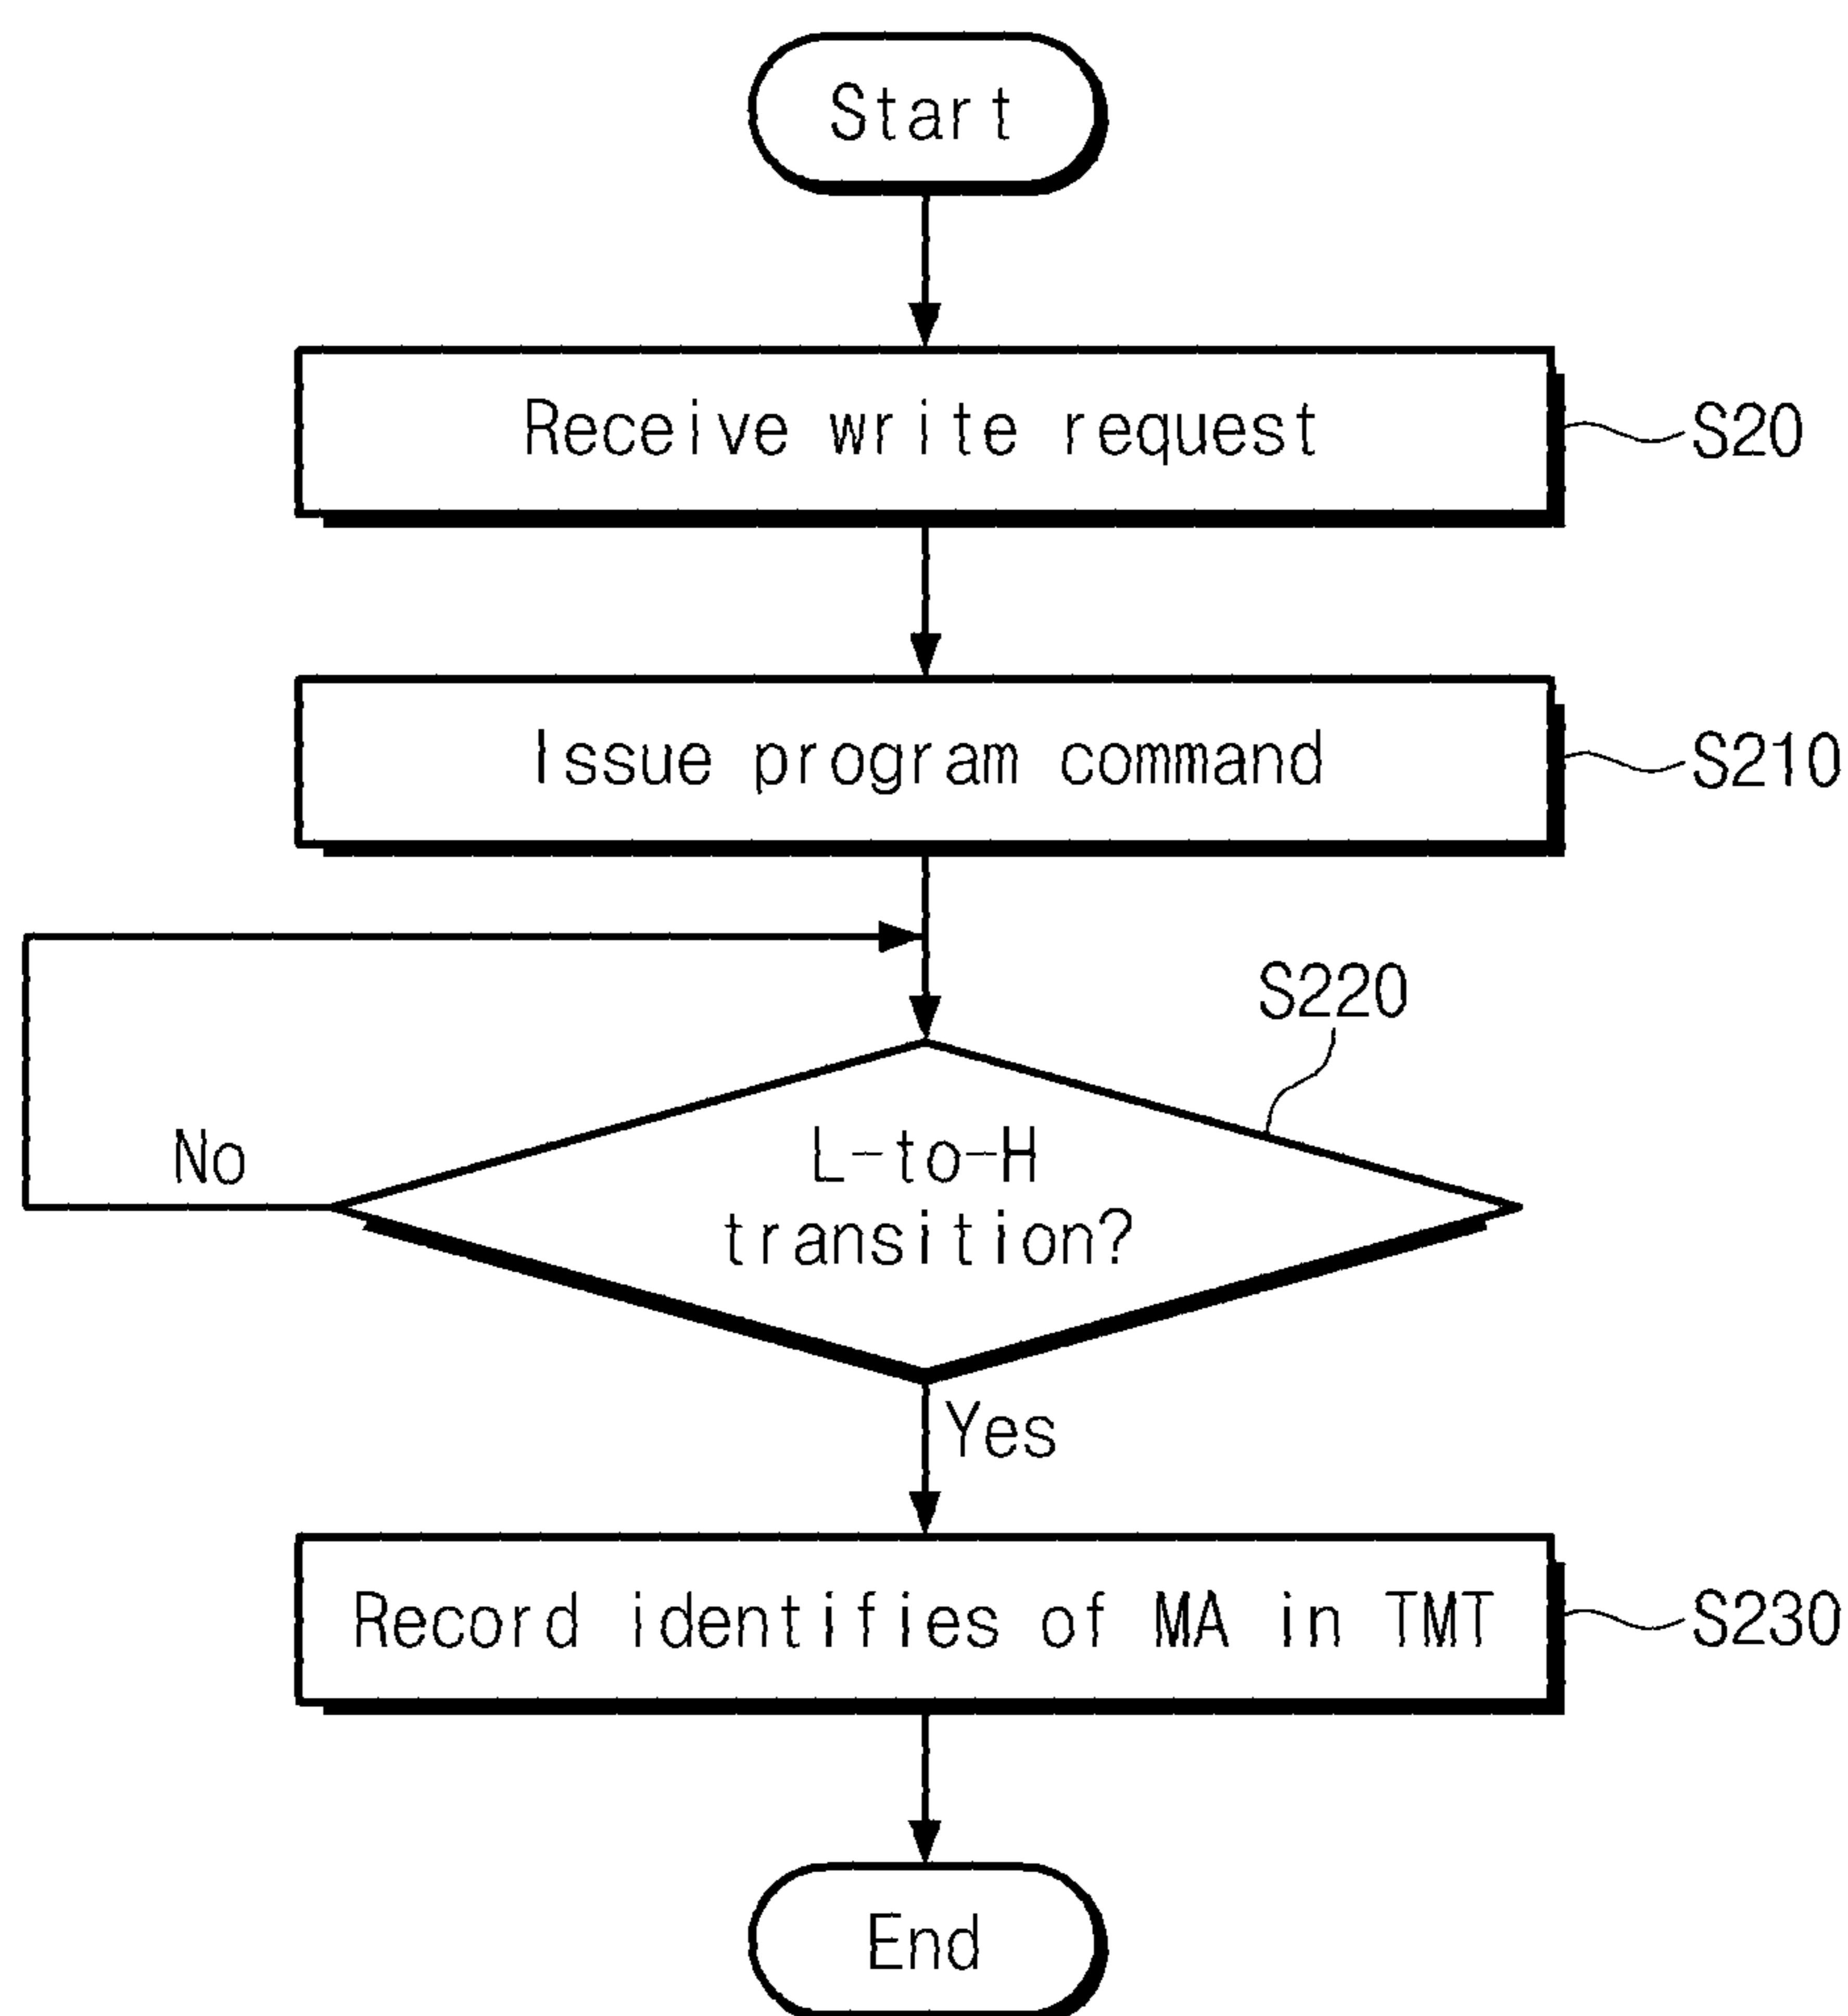 Start
Receive write request
S20
Issue program command
S210
S220
L-to-H
transition?
No
Yes
Record identifies of MA in TMT
S230
End